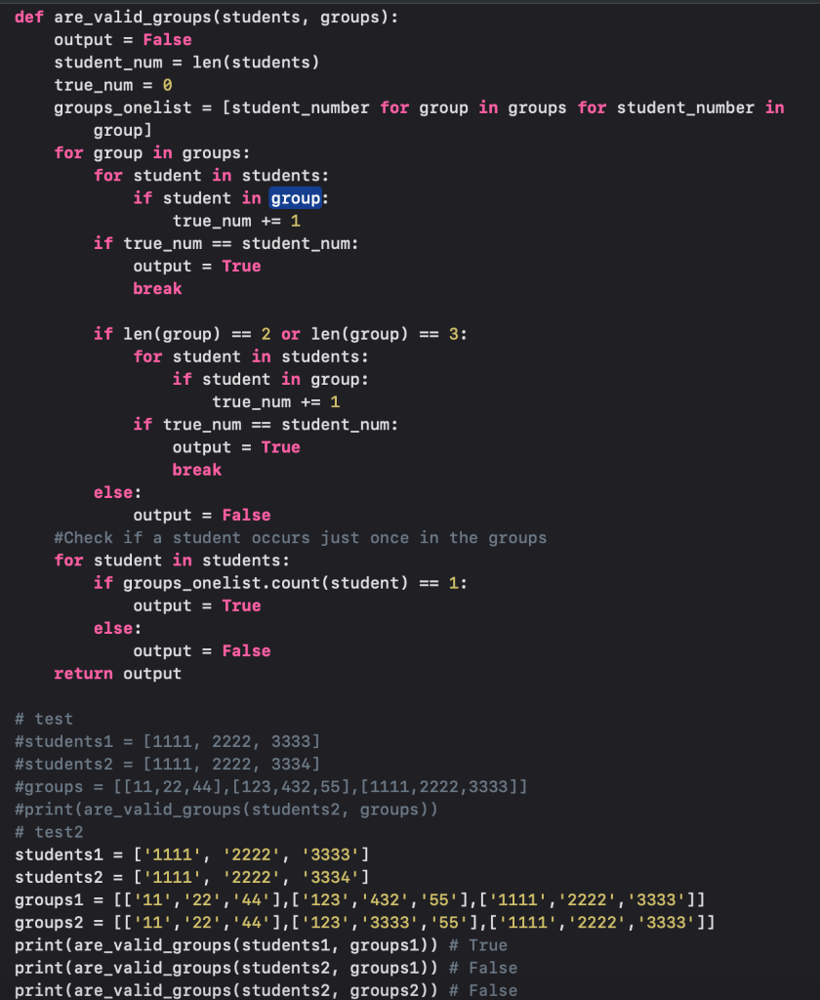 def are_valid_groups(students, groups):
    output = False
    student_num = len(students)
    true_num = 0
    groups_onelist = [student_number for group in groups for student_number in
        group]
    for group in groups:
        for student in students:
            if student in group:
                true_num += 1
        if true_num == student_num:
            output = True
            break

        if len(group) == 2 or len(group) == 3:
            for student in students:
                if student in group:
                    true_num += 1
            if true_num == student_num:
                output = True
                break
        else:
            output = False
    #Check if a student occurs just once in the groups
    for student in students:
        if groups_onelist.count(student) == 1:
            output = True
        else:
            output = False
    return output

# test
#students1 = [1111, 2222, 3333]
#students2 = [1111, 2222, 3334]
#groups = [[11,22,44],[123,432,55],[1111,2222,3333]]
#print(are_valid_groups(students2, groups))
# test2
students1 = ['1111', '2222', '3333']
students2 = ['1111', '2222', '3334']
groups1 = [['11','22','44'],['123','432','55'],['1111','2222','3333']]
groups2 = [['11','22','44'],['123','3333','55'],['1111','2222','3333']]
print(are_valid_groups(students1, groups1)) # True
print(are_valid_groups(students2, groups1)) # False
print(are_valid_groups(students2, groups2)) # False